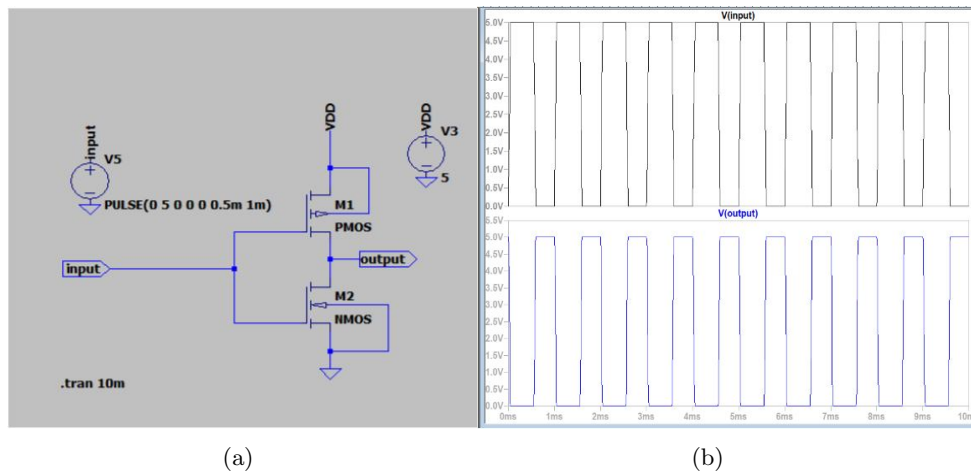 VDD
VDD
input
V5
V3
5
PULSE(0 5 0 0 0 0.5m 1m)
M1
PMOS
input
output
M2
NMOS
.tran 10m
V(input)
5.0V
4.5V
4.0V
3.5V
3.0V
2.5V
2.0V
1.5V
1.0V
0.5V
0.0V
V(output)
5.5V
5.0V
4.5V
4.0V
3.5V
3.0V
2.5V
2.0V
1.5V
1.0V
0.5V
0.0V
0ms 1ms 2ms 3ms 4ms 5ms 6ms 7ms 8ms 9ms 10m
(a) (b)